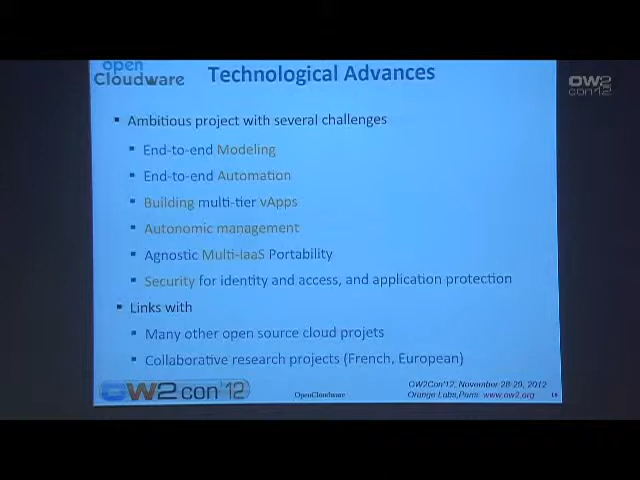 open
Cloudware
Technological Advances
OW2
con'12
Ambitious project with several challenges
End-to-end Modeling
End-to-end Automation
Building multi-tier vApps
Autonomic management
Agnostic Multi-IaaS Portability
Security for identity and access, and application protection
Links with
Many other open source cloud projets
Collaborative research projects (French, European)
OW2con'12
OpenCloudware
OW2Con'12, November 28-29, 2012
Orange Labs, Paris. www.ow2.org